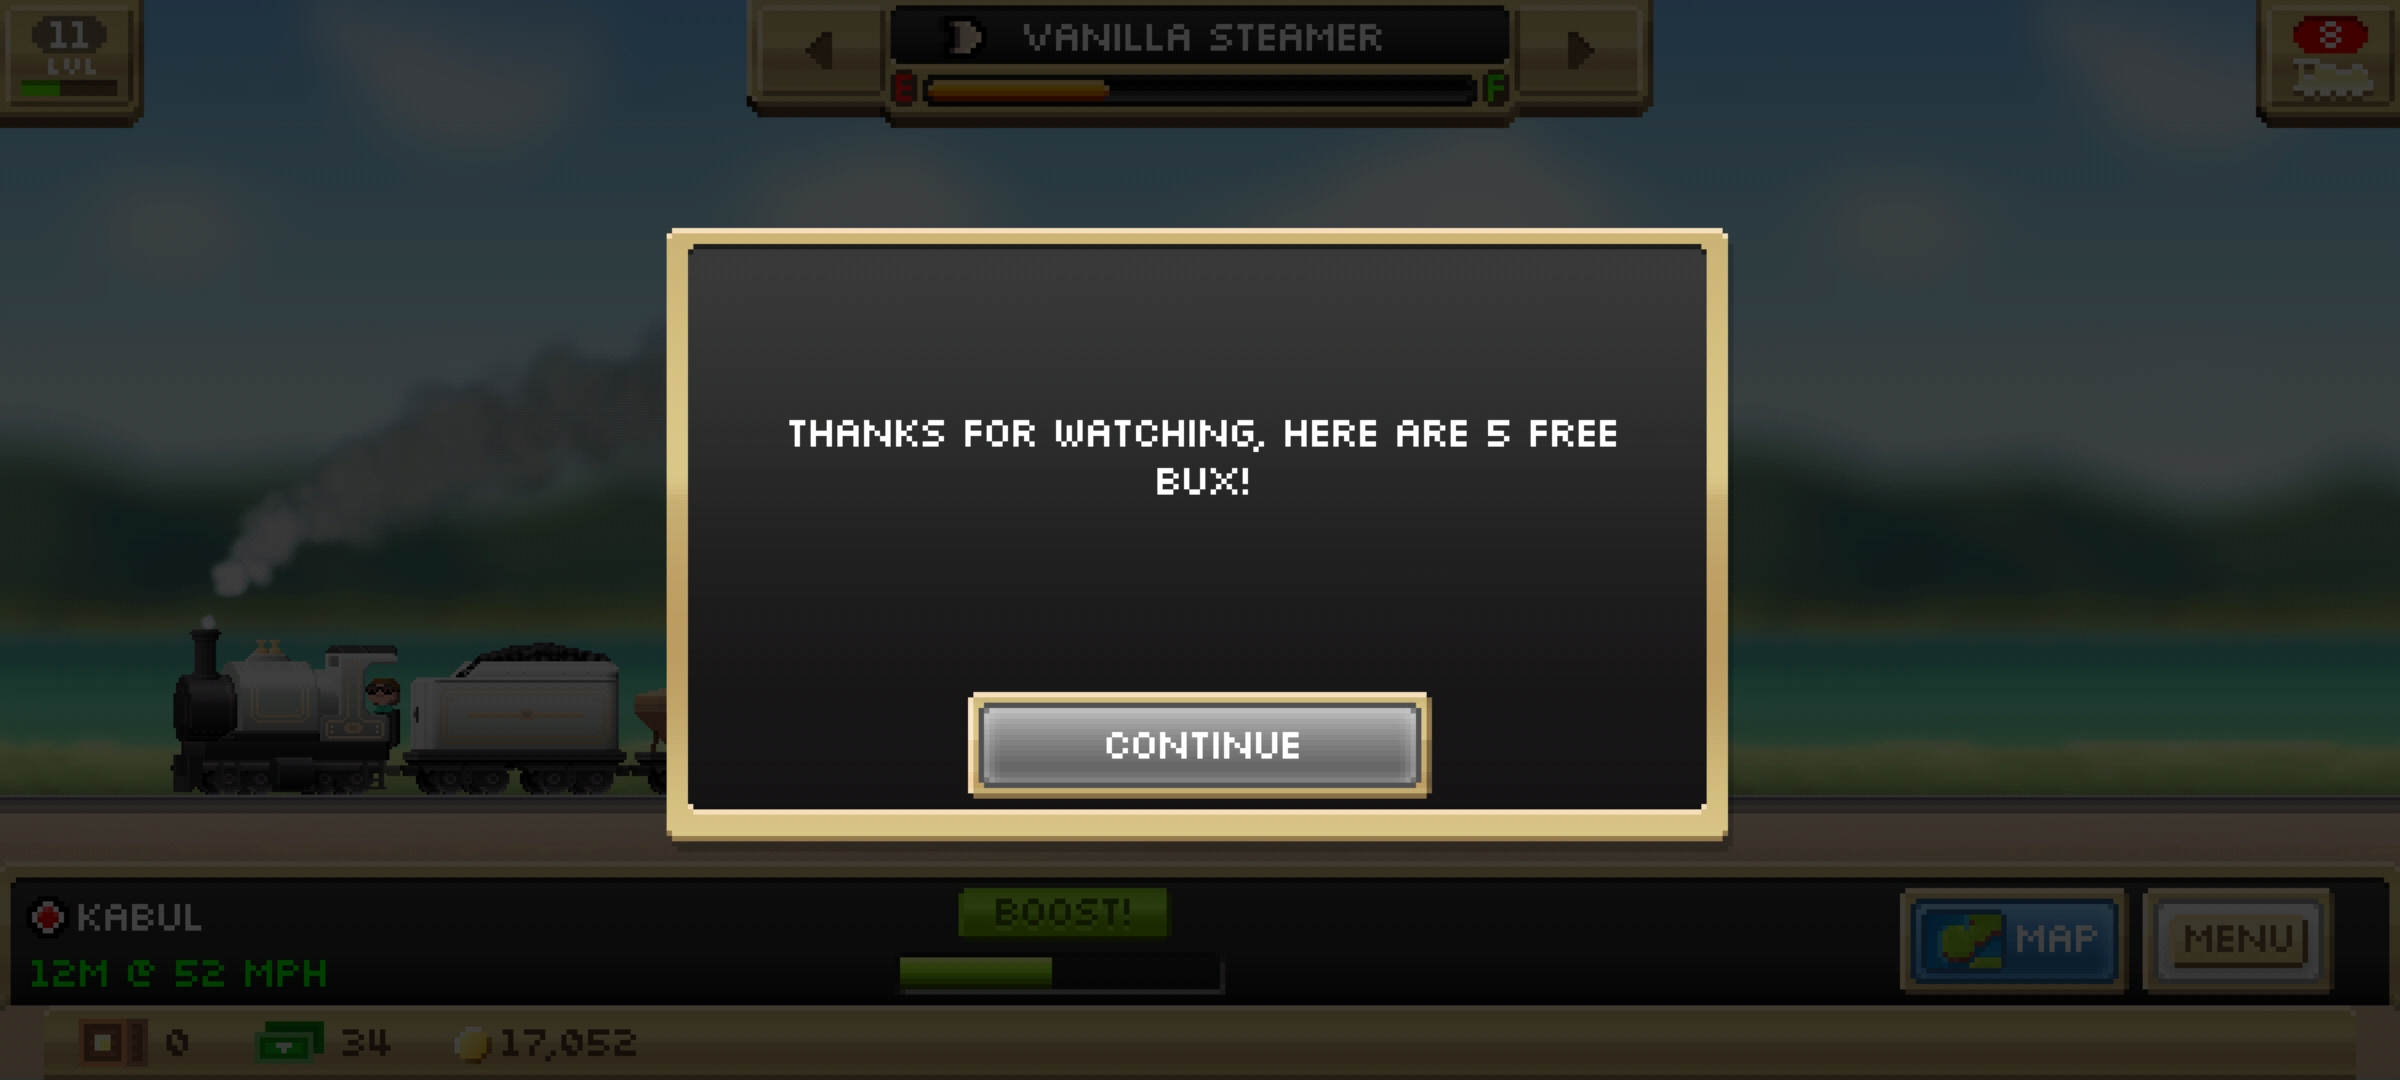 11
LVL
VANILLA STEAMER
E
F
8
THANKS FOR WATCHING, HERE ARE 5 FREE
BUX!
CONTINUE
KABUL
12M @ 52 MPH
BOOST!
MAP
MENU
0
34
17,052